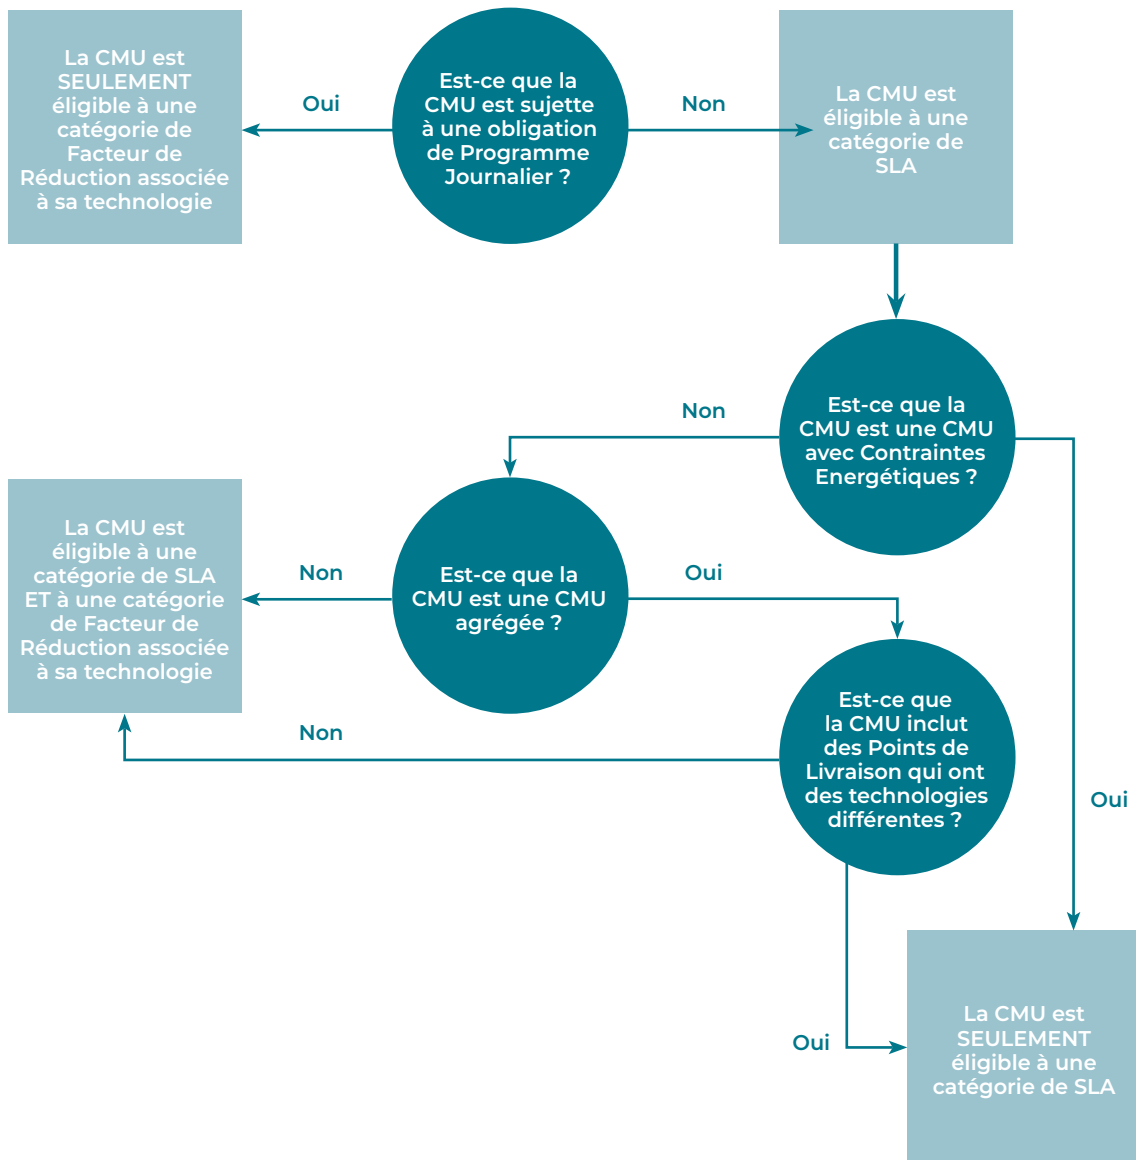 La CMU est
SEULEMENT
éligible à une
catégorie de
Facteur de
Réduction associée
à sa technologie
Oui
Est-ce que la
CMU est sujette
à une obligation
de Programme
Journalier ?
Non
La CMU est
éligible à une
catégorie de
SLA
Est-ce que la
CMU est une CMU
avec Contraintes
Energétiques ?
Non
La CMU est
éligible à une
catégorie de SLA
ET à une catégorie
de Facteur de
Réduction associée
à sa technologie
Non
Est-ce que la
CMU est une CMU
agrégée ?
Oui
Est-ce que
la CMU inclut
des Points de
Livraison qui ont
des technologies
différentes ?
Non
Oui
Oui
La CMU est
SEULEMENT
éligible à une
catégorie de SLA